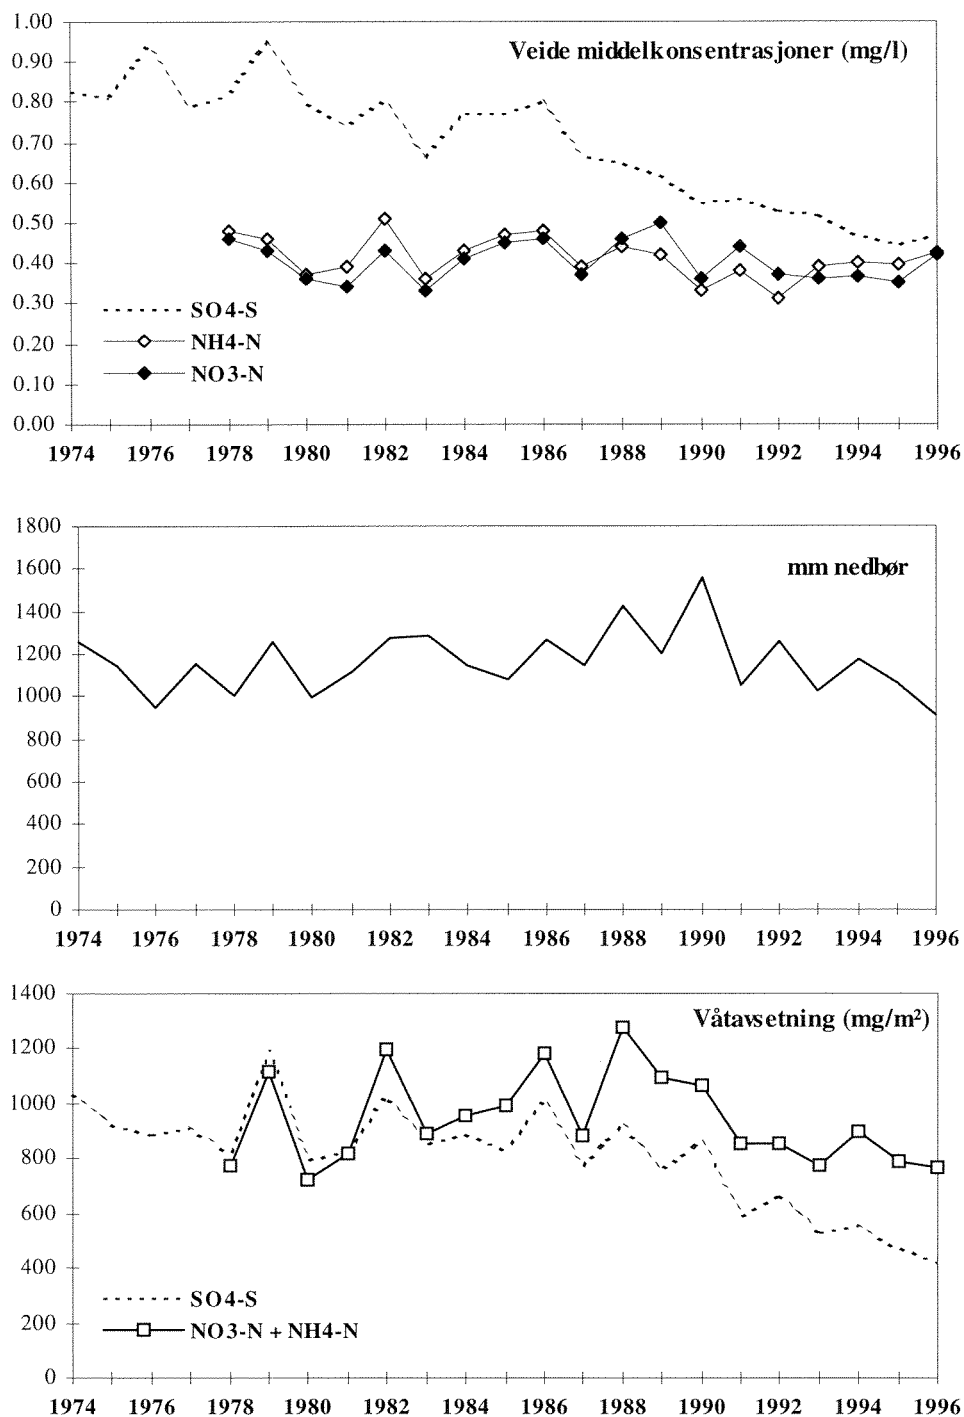 1.00
Veide middelkonsentrasjoner (mg/l)
0.90
0.80
0.70
0.60
0.50
0.40
0.30
SO4-S
0.20
NH4-N
0.10
NO3-N
0.00
1974 1976 1978 1980 1982 1984 1986 1988 1990 1992 1994 1996
1800
mm nedbør
1600
1400
1200
1000
800
600
400
200
0
1974 1976 1978 1980 1982 1984 1986 1988 1990 1992 1994 1996
1400
Våtavsetning (mg/m²)
1200
1000
800
600
400
SO4-S
200
NO3-N + NH4-N
0
1974 1976 1978 1980 1982 1984 1986 1988 1990 1992 1994 1996